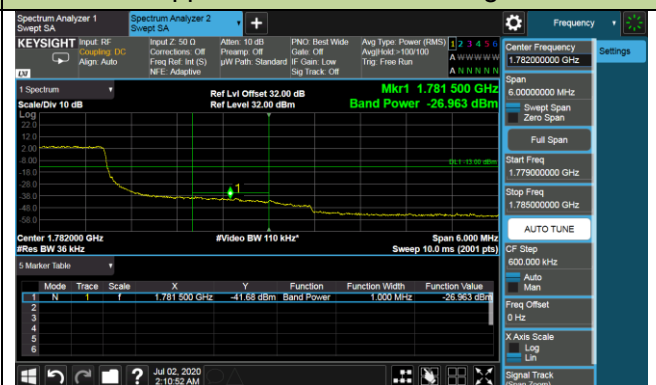 Spectrum Analyzer 1
Swept SA
Spectrum Analyzer 2
Swept SA
+
Frequency
KEYSIGHT
Input: RF
Coupling: DC
Align: Auto
Input Z: 50 Ω
Corrections: Off
Freq Ref: Int (S)
NFE: Adaptive
Atten: 10 dB
Preamp: Off
µW Path: Standard
PNO: Best Wide
Gate: Off
IF Gain: Low
Sig Track: Off
Avg Type: Power (RMS)
Avg|Hold:>100/100
Trig: Free Run
1 2 3 4 5 6
A W W W W W
A N N N N N
LXI
Center Frequency
1.782000000 GHz
Settings
Span
6.00000000 MHz
Swept Span
Zero Span
Full Span
Start Freq
1.779000000 GHz
Stop Freq
1.785000000 GHz
AUTO TUNE
CF Step
600.000 kHz
Auto
Man
Freq Offset
0 Hz
X Axis Scale
Log
Lin
Signal Track
(Span Zoom)
1 Spectrum
Scale/Div 10 dB
Ref Lvl Offset 32.00 dB
Ref Level 32.00 dBm
Mkr1 1.781 500 GHz
Band Power -26.963 dBm
Log
22.0
12.0
2.00
-8.00
-18.0
-28.0
-38.0
-48.0
-58.0
DL1 -13.00 dBm
1
Center 1.782000 GHz
#Res BW 36 kHz
#Video BW 110 kHz*
Span 6.000 MHz
Sweep 10.0 ms (2001 pts)
5 Marker Table
Mode Trace Scale X Y Function Function Width Function Value
1 N 1 f 1.781 500 GHz -41.68 dBm Band Power 1.000 MHz -26.963 dBm
2
3
4
5
6
?
Jul 02, 2020
2:10:52 AM